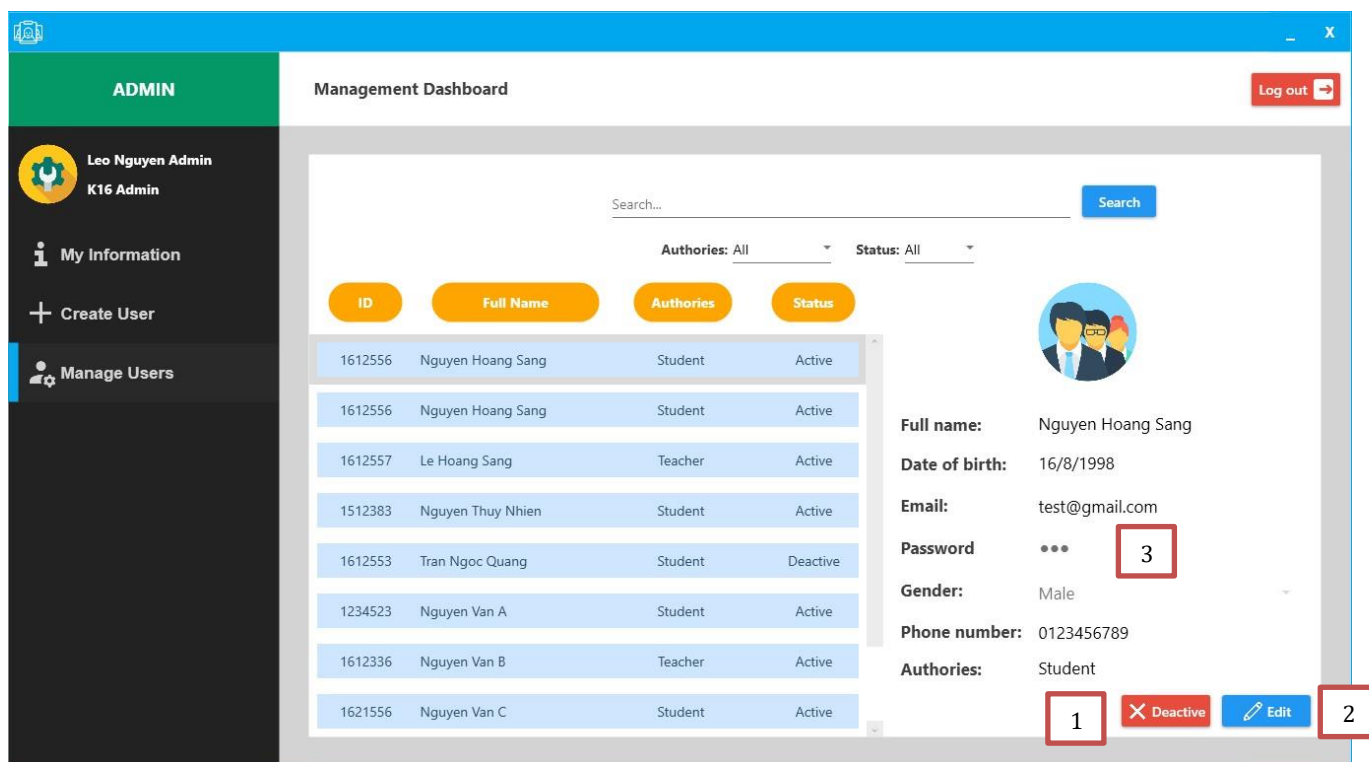 _ X
ADMIN
Management Dashboard
Log out
Leo Nguyen Admin
K16 Admin
My Information
Create User
Manage Users
Search...
Search
Authories: All
Status: All
ID Full Name Authories Status
1612556 Nguyen Hoang Sang Student Active
1612556 Nguyen Hoang Sang Student Active
1612557 Le Hoang Sang Teacher Active
1512383 Nguyen Thuy Nhien Student Active
1612553 Tran Ngoc Quang Student Deactive
1234523 Nguyen Van A Student Active
1612336 Nguyen Van B Teacher Active
1621556 Nguyen Van C Student Active
Full name: Nguyen Hoang Sang
Date of birth: 16/8/1998
Email: test@gmail.com
Password ●●● 3
Gender: Male
Phone number: 0123456789
Authories: Student
1 Deactive Edit 2